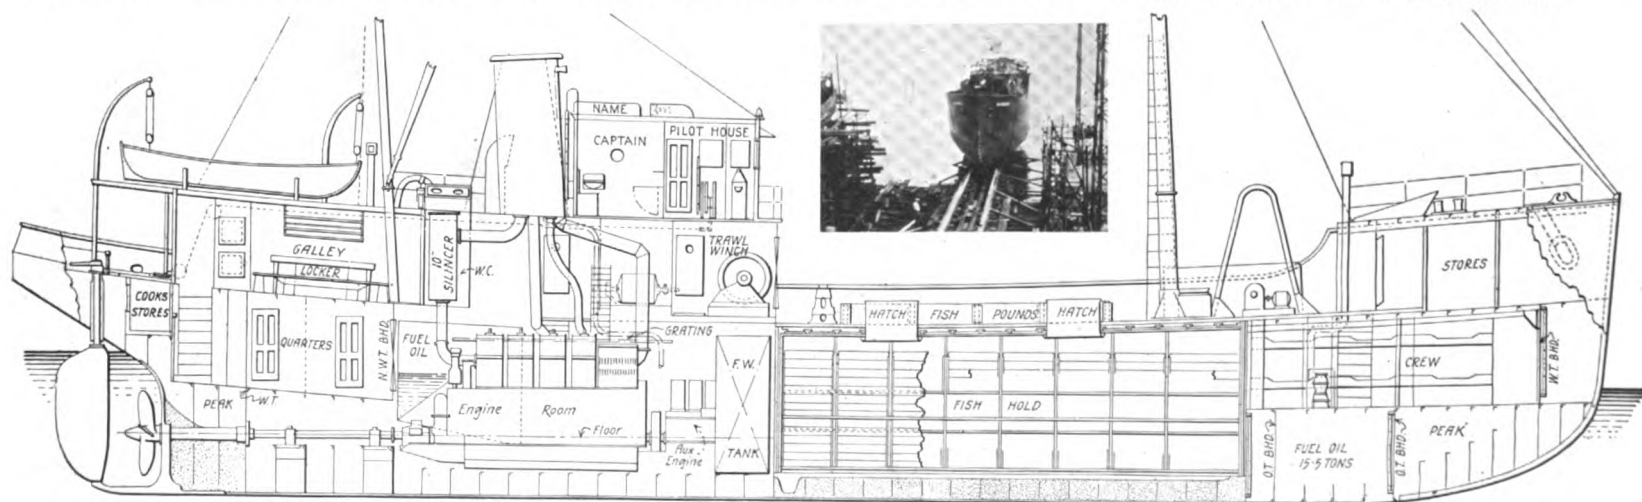 NAME
CAPTAIN
PILOT HOUSE
GALLEY
LOCKER
10" SILINCER
W.C.
TRAWL
WINCH
STORES
COOKS
STORES
QUARTERS
N.W.T. BHD.
FUEL
OIL
GRATING
HATCH
FISH
POUNDS
HATCH
F.W.
TANK
CREW
W.T. BHD.
PEAK
W.T
Engine Room
Floor
Aux.
Engine
FISH HOLD
O.T. BHD.
FUEL OIL
15.5 TONS
O.T. BHD.
PEAK